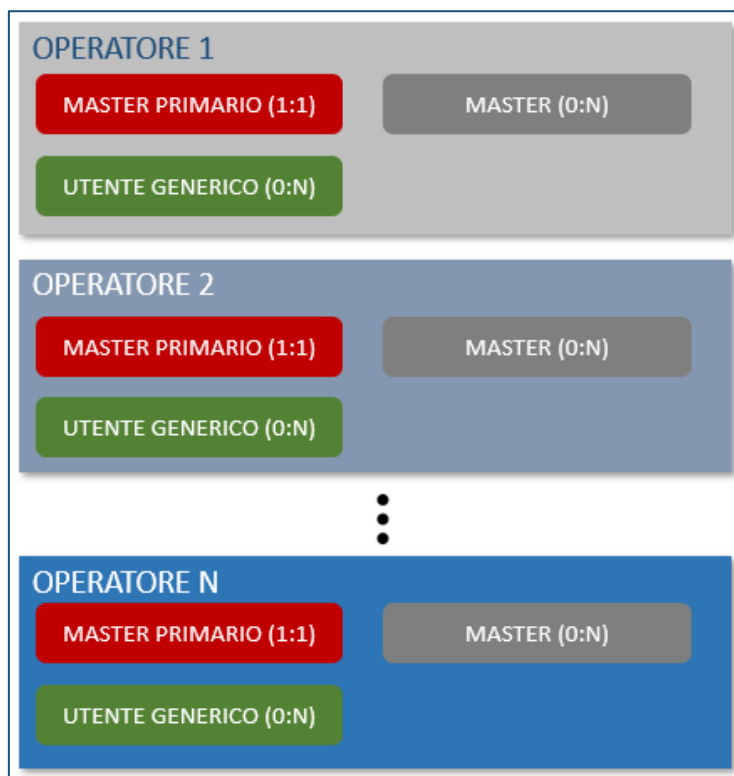 OPERATORE 1
MASTER PRIMARIO (1:1)
MASTER (0:N)
UTENTE GENERICO (0:N)
OPERATORE 2
MASTER PRIMARIO (1:1)
MASTER (0:N)
UTENTE GENERICO (0:N)
OPERATORE N
MASTER PRIMARIO (1:1)
MASTER (0:N)
UTENTE GENERICO (0:N)